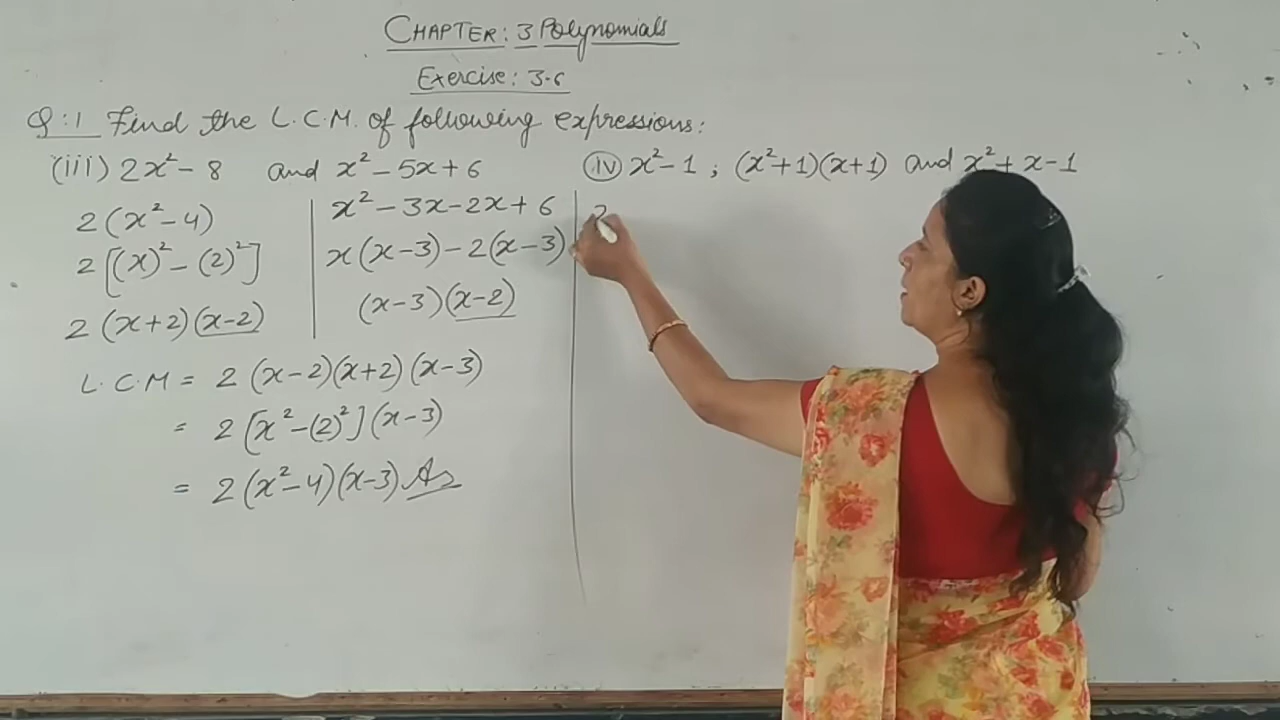 CHAPTER: 3 Polynomials
Exercise: 3.6
Q:1 Find the L.C.M. of following expressions:
(iii) 2x² - 8 and x² - 5x + 6
2(x² - 4)
2[(x)² - (2)²]
2(x+2)(x-2)
x² - 3x - 2x + 6
x(x-3) - 2(x-3)
(x-3)(x-2)
L.C.M = 2(x-2)(x+2)(x-3)
= 2[x² - (2)²](x-3)
= 2(x² - 4)(x-3) As
(iv) x² - 1 ; (x²+1)(x+1) and x² + x - 1